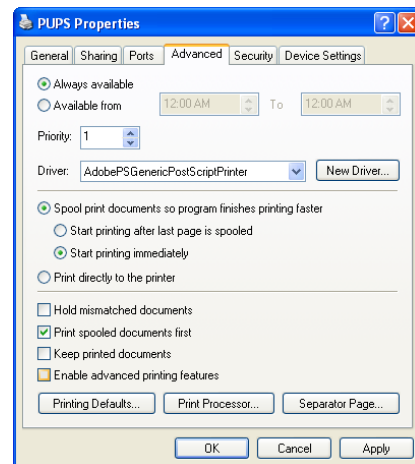 PUPS Properties
General Sharing Ports Advanced Security Device Settings
Always available
Available from 12:00 AM To 12:00 AM
Priority: 1
Driver: AdobePSGenericPostScriptPrinter New Driver...
Spool print documents so program finishes printing faster
Start printing after last page is spooled
Start printing immediately
Print directly to the printer
Hold mismatched documents
Print spooled documents first
Keep printed documents
Enable advanced printing features
Printing Defaults... Print Processor... Separator Page...
OK Cancel Apply